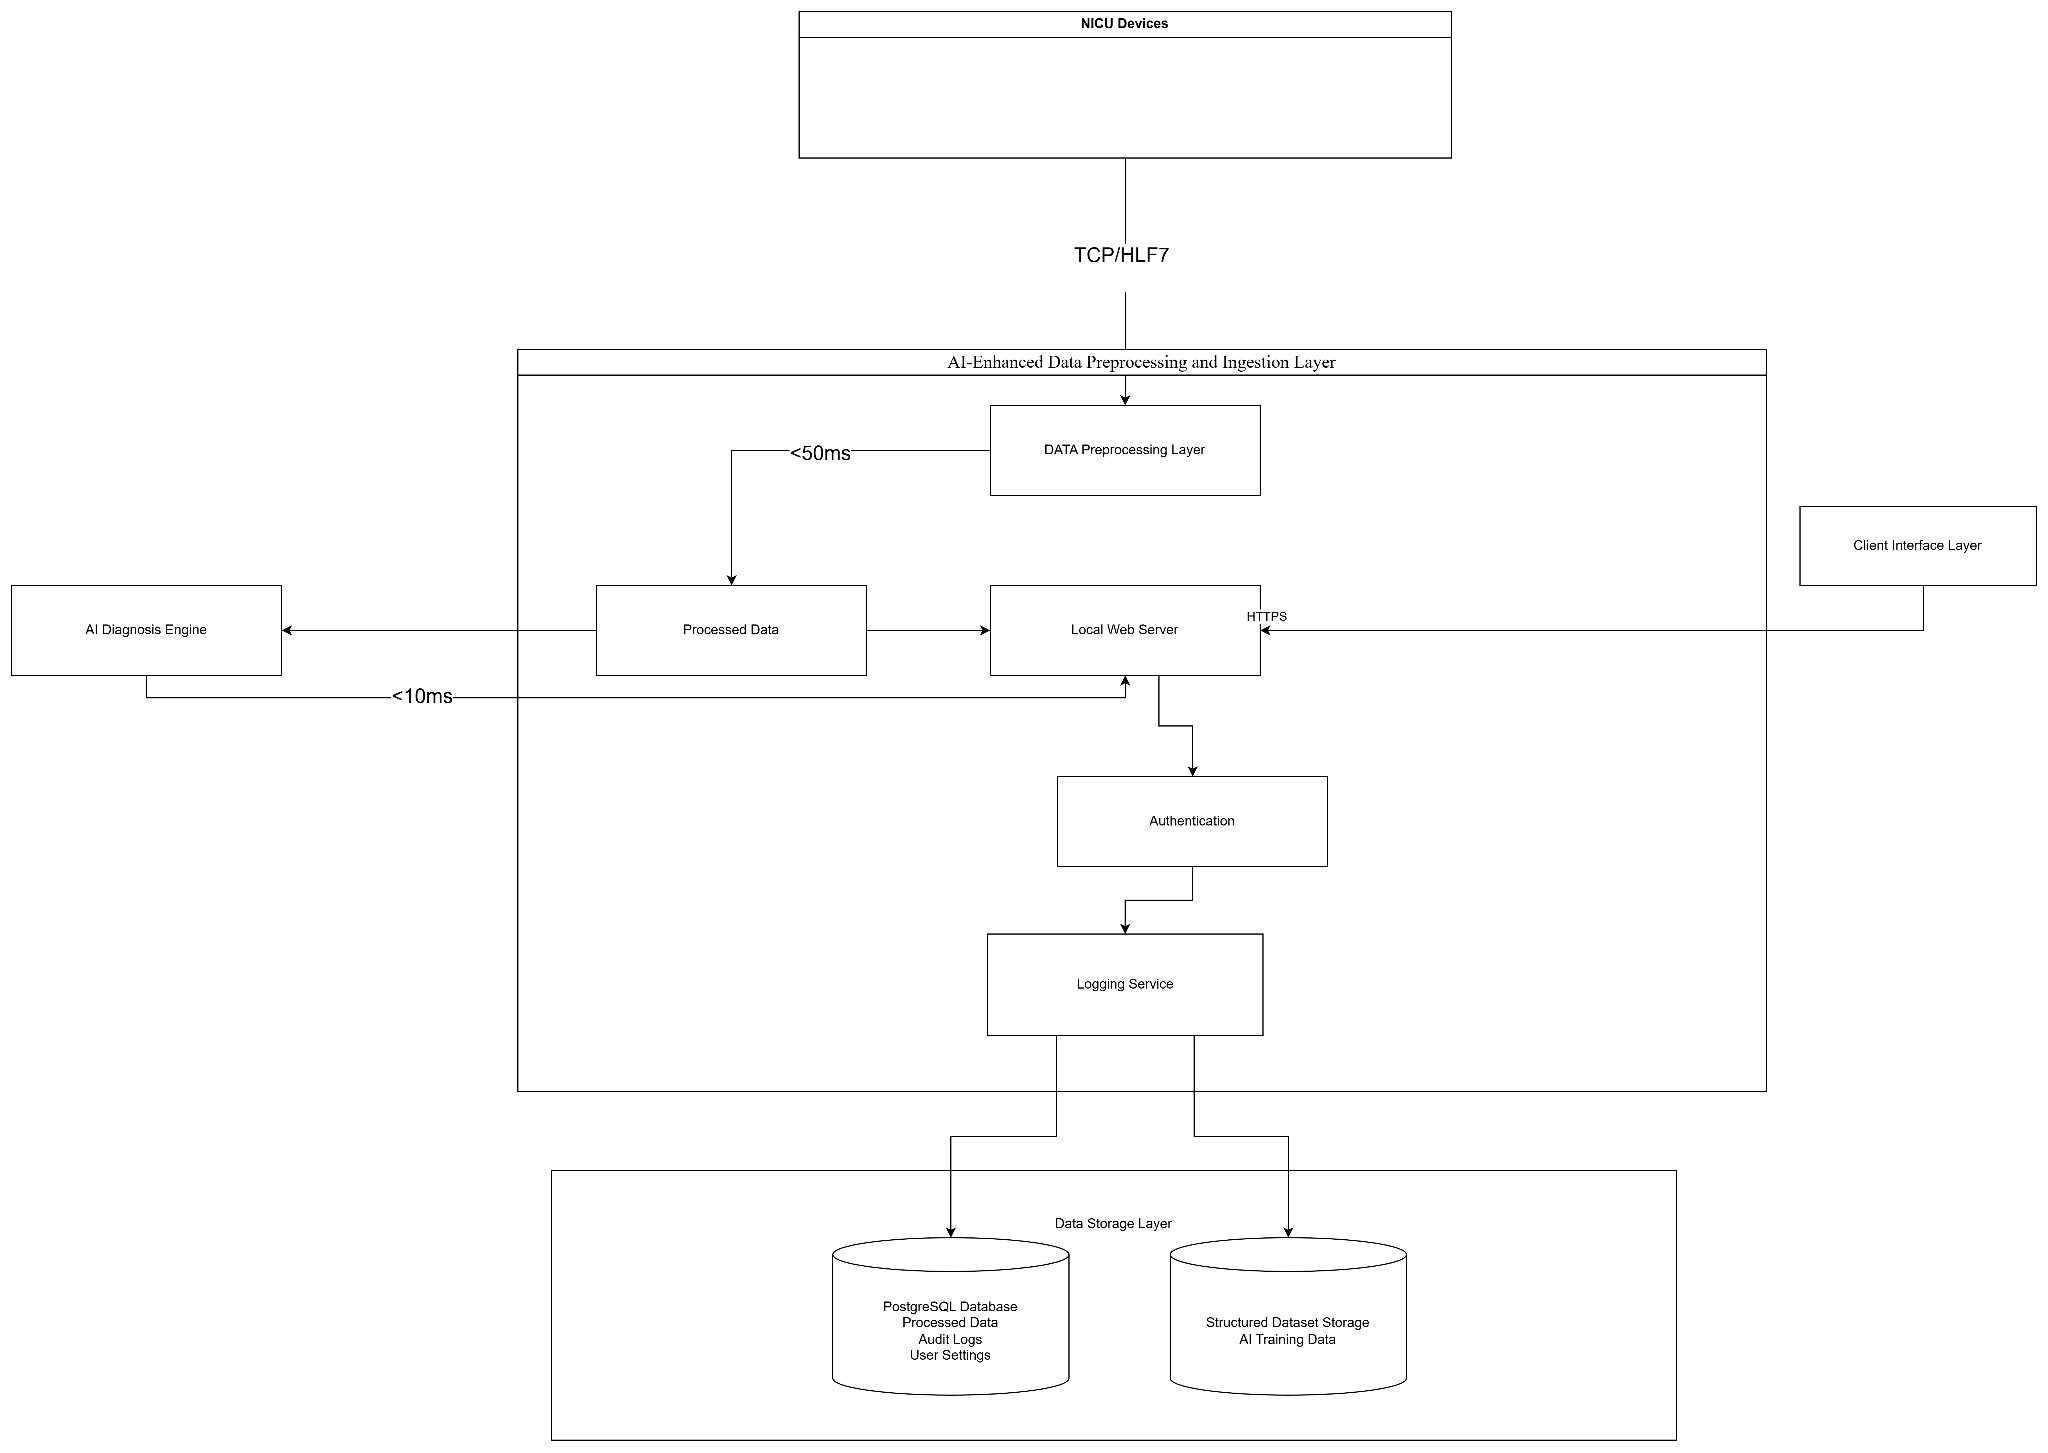 NICU Devices
TCP/HLF7
AI-Enhanced Data Preprocessing and Ingestion Layer
DATA Preprocessing Layer
<50ms
Client Interface Layer
AI Diagnosis Engine
Processed Data
Local Web Server
HTTPS
<10ms
Authentication
Logging Service
Data Storage Layer
PostgreSQL Database
Processed Data
Audit Logs
User Settings
Structured Dataset Storage
AI Training Data